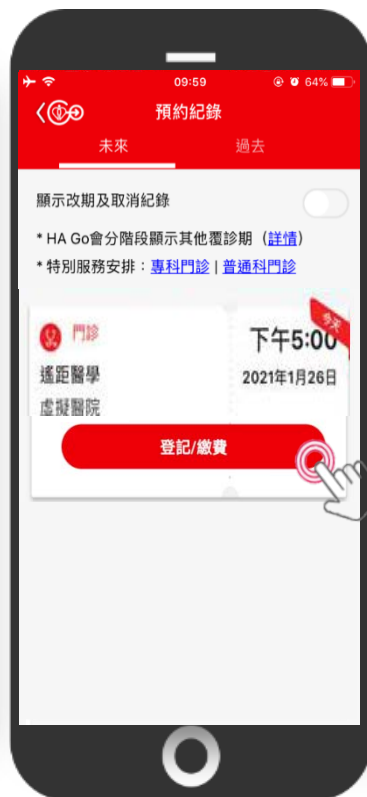 09:59
64%
預約紀錄
未來
過去
顯示改期及取消紀錄
* HA Go會分階段顯示其他覆診期（詳情）
* 特別服務安排：專科門診 | 普通科門診
今天
門診
下午5:00
遙距醫學
2021年1月26日
虛擬醫院
登記/繳費